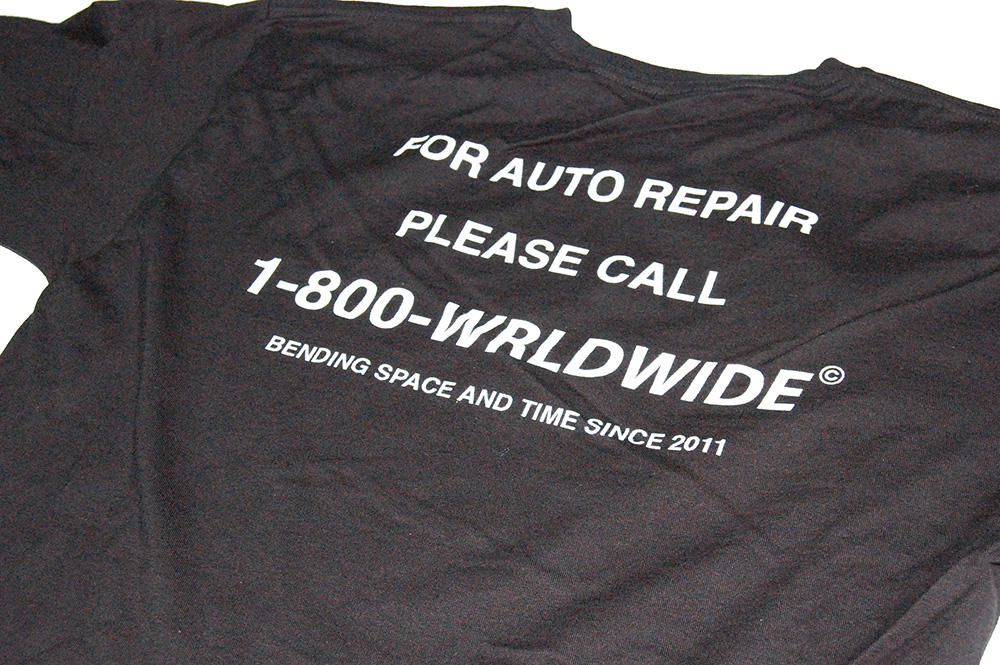 FOR AUTO REPAIR
PLEASE CALL
1-800-WRLDWIDE©
BENDING SPACE AND TIME SINCE 2011